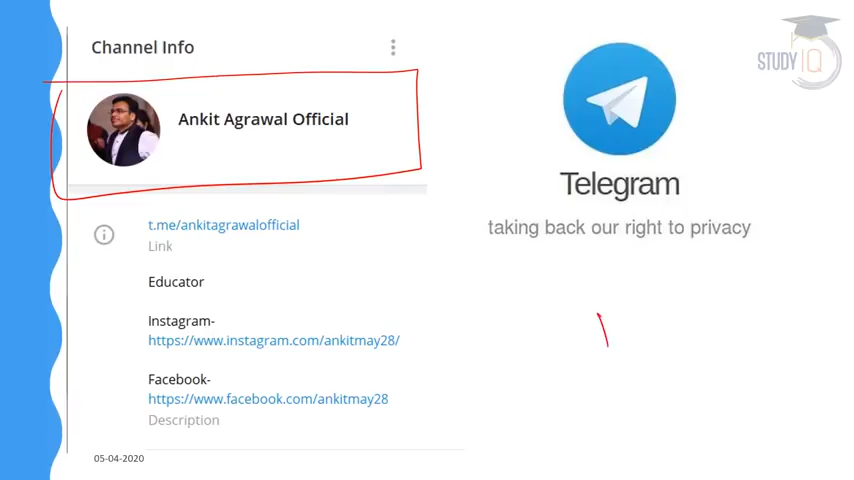 Channel Info
Ankit Agrawal Official
t.me/ankitagrawalofficial
Link
Educator
Instagram-
https://www.instagram.com/ankitmay28/
Facebook-
https://www.facebook.com/ankitmay28
Description
05-04-2020
STUDY IQ
Telegram
taking back our right to privacy